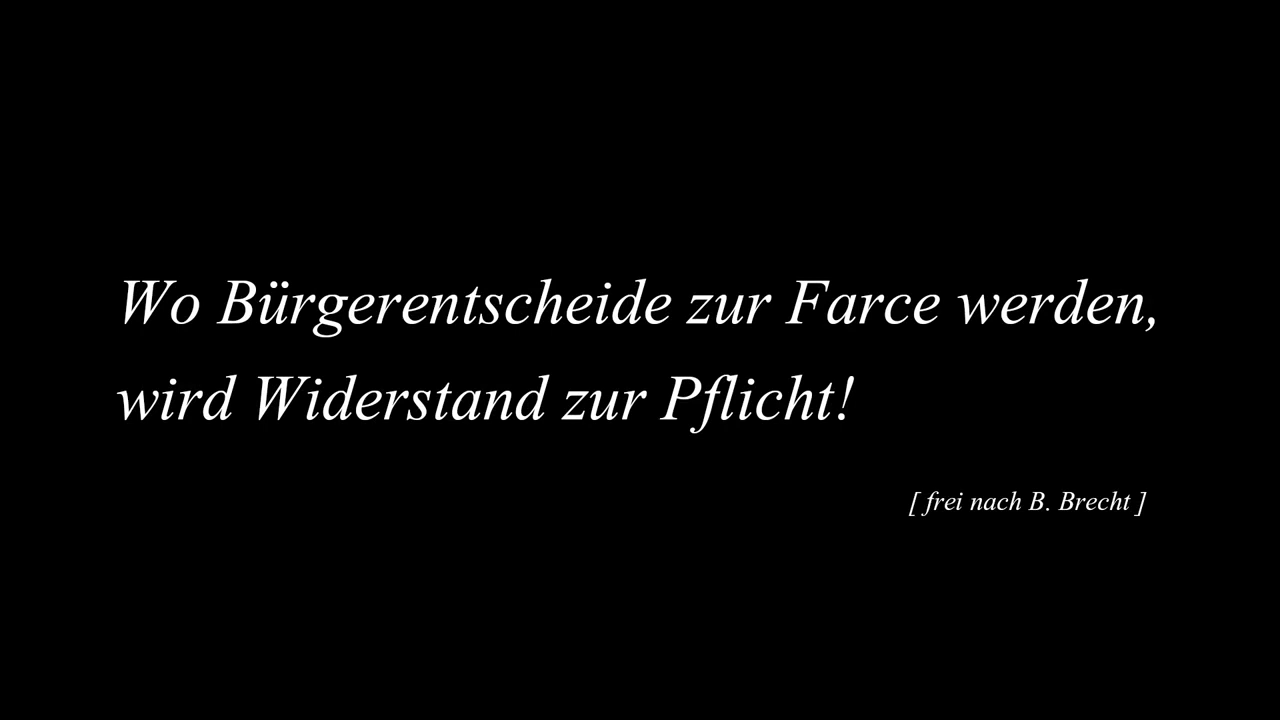 Wo Bürgerentscheide zur Farce werden,
wird Widerstand zur Pflicht!
[ frei nach B. Brecht ]